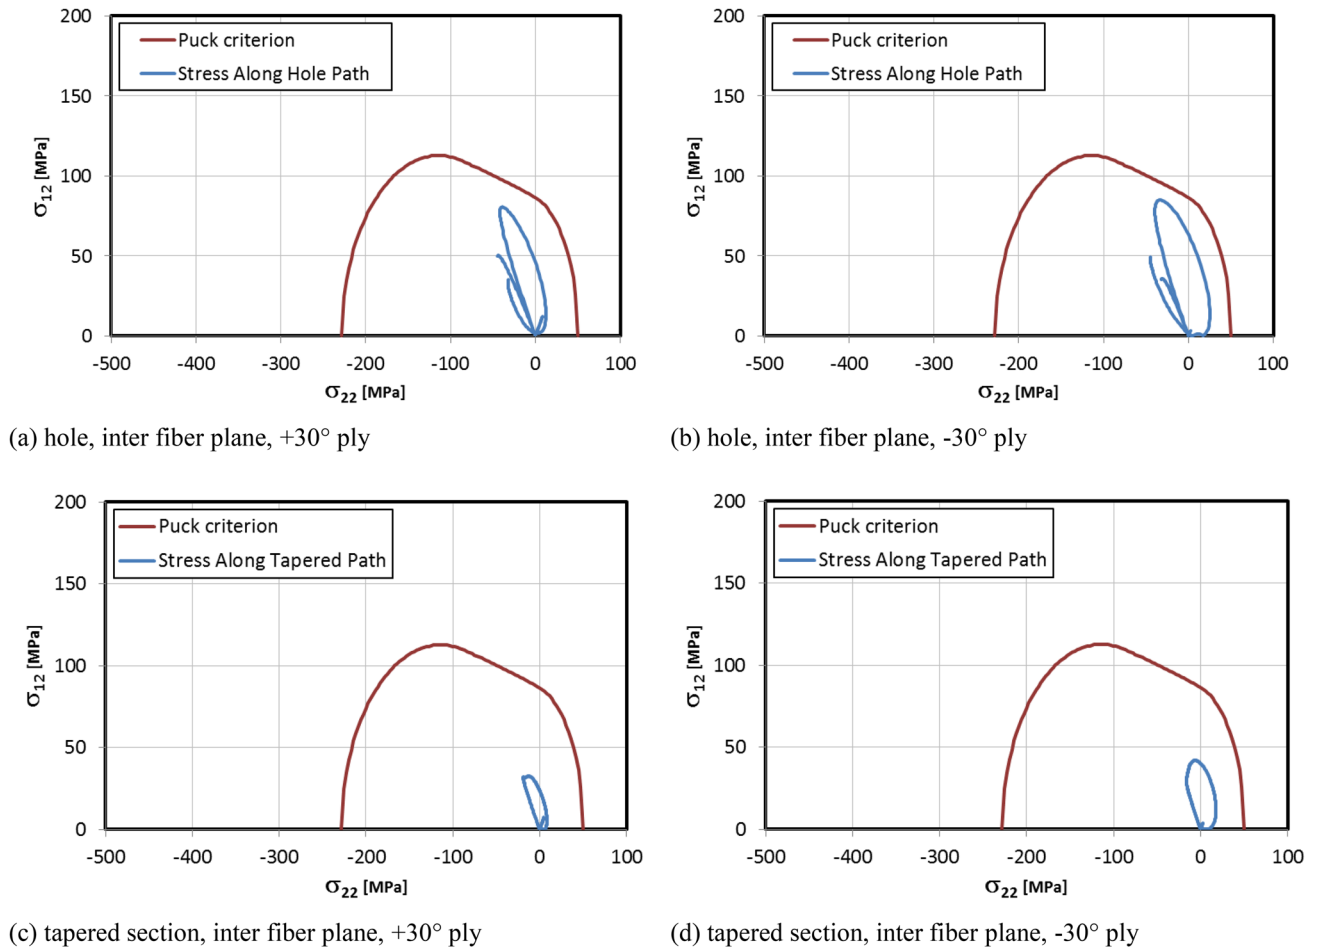 200
150
100
50
0
-500 -400 -300 -200 -100 0 100
σ12 [MPa]
σ22 [MPa]
Puck criterion
Stress Along Hole Path
(a) hole, inter fiber plane, +30° ply
200
150
100
50
0
-500 -400 -300 -200 -100 0 100
σ12 [MPa]
σ22 [MPa]
Puck criterion
Stress Along Hole Path
(b) hole, inter fiber plane, -30° ply
200
150
100
50
0
-500 -400 -300 -200 -100 0 100
σ12 [MPa]
σ22 [MPa]
Puck criterion
Stress Along Tapered Path
(c) tapered section, inter fiber plane, +30° ply
200
150
100
50
0
-500 -400 -300 -200 -100 0 100
σ12 [MPa]
σ22 [MPa]
Puck criterion
Stress Along Tapered Path
(d) tapered section, inter fiber plane, -30° ply